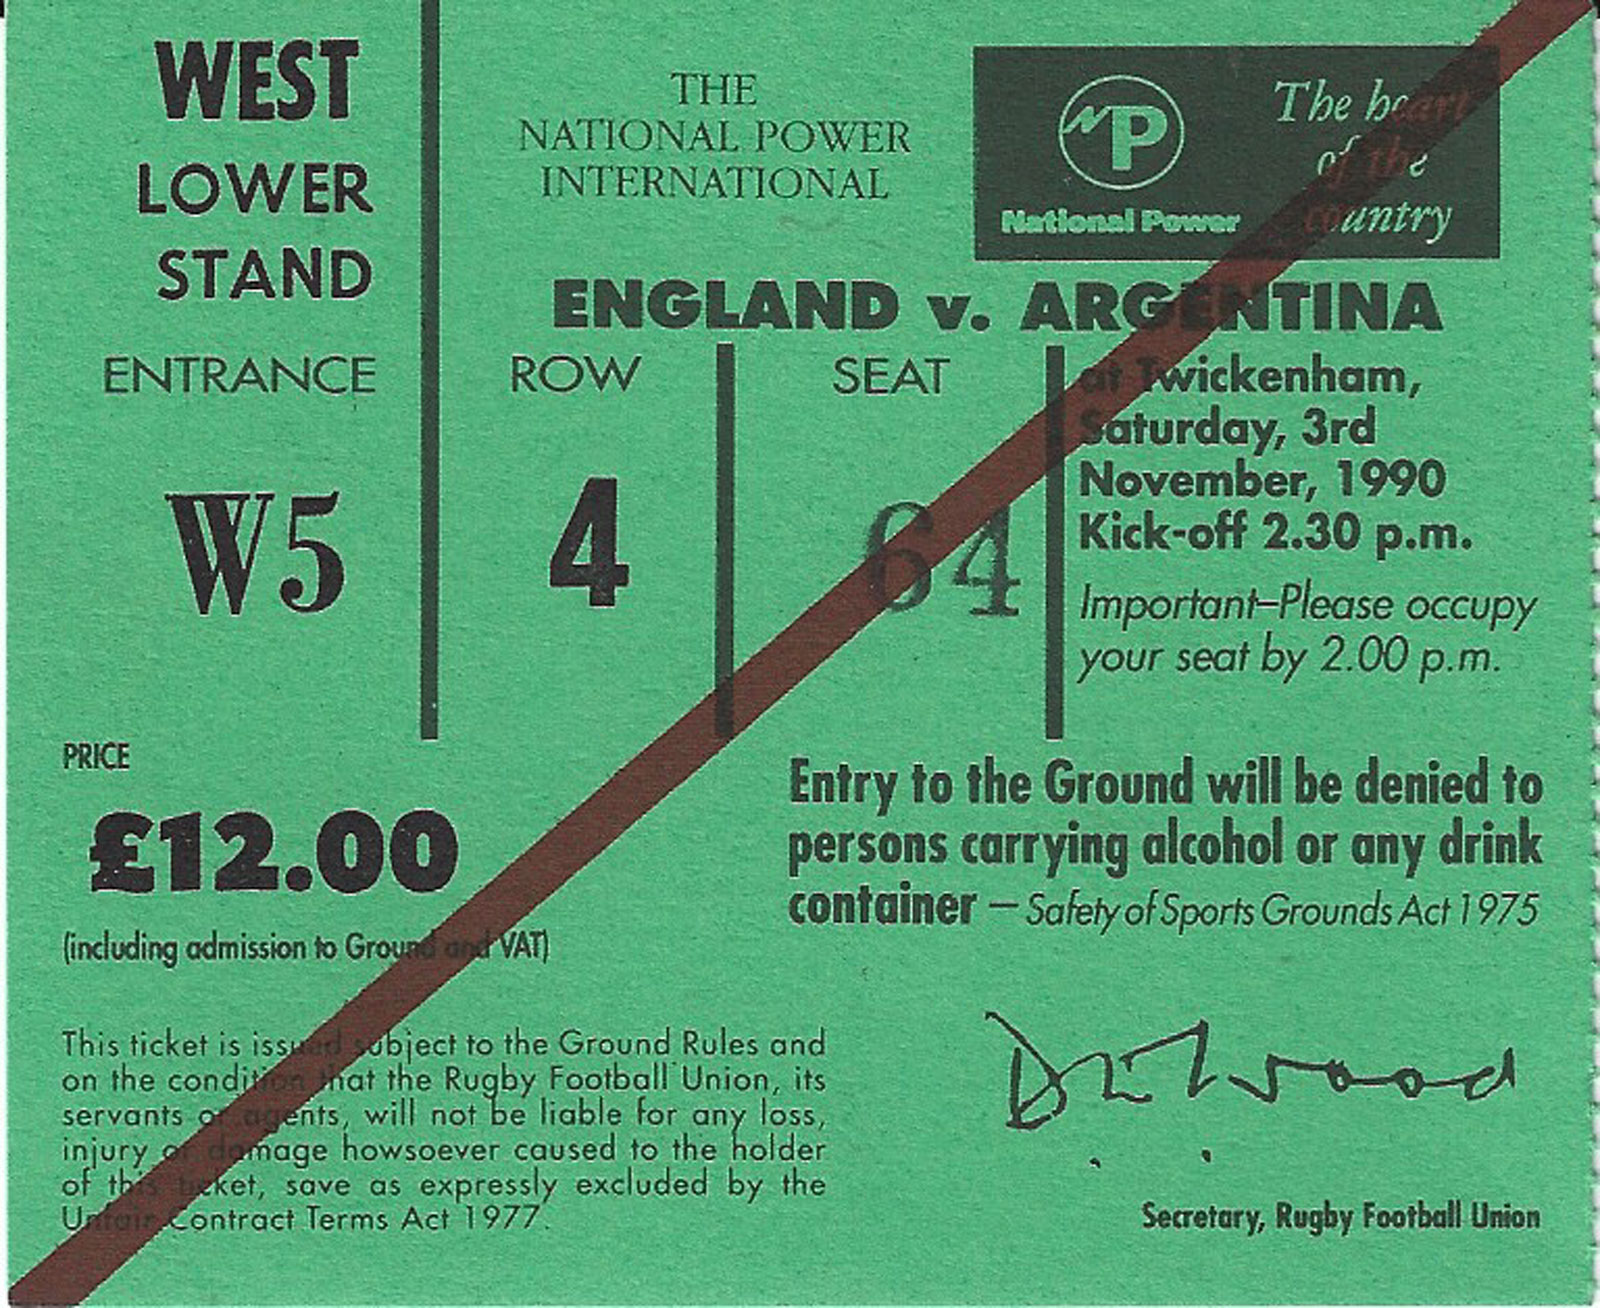 WEST
LOWER
STAND
ENTRANCE
W5
THE
NATIONAL POWER
INTERNATIONAL
NP
National Power
The heart
of the
country
ENGLAND v. ARGENTINA
ROW
4
SEAT
64
at Twickenham,
Saturday, 3rd
November, 1990
Kick-off 2.30 p.m.
Important–Please occupy
your seat by 2.00 p.m.
PRICE
£12.00
(including admission to Ground and VAT)
Entry to the Ground will be denied to
persons carrying alcohol or any drink
container – Safety of Sports Grounds Act 1975
This ticket is issued subject to the Ground Rules and
on the condition that the Rugby Football Union, its
servants or agents, will not be liable for any loss,
injury or damage howsoever caused to the holder
of this ticket, save as expressly excluded by the
Unfair Contract Terms Act 1977.
Wood
Secretary, Rugby Football Union